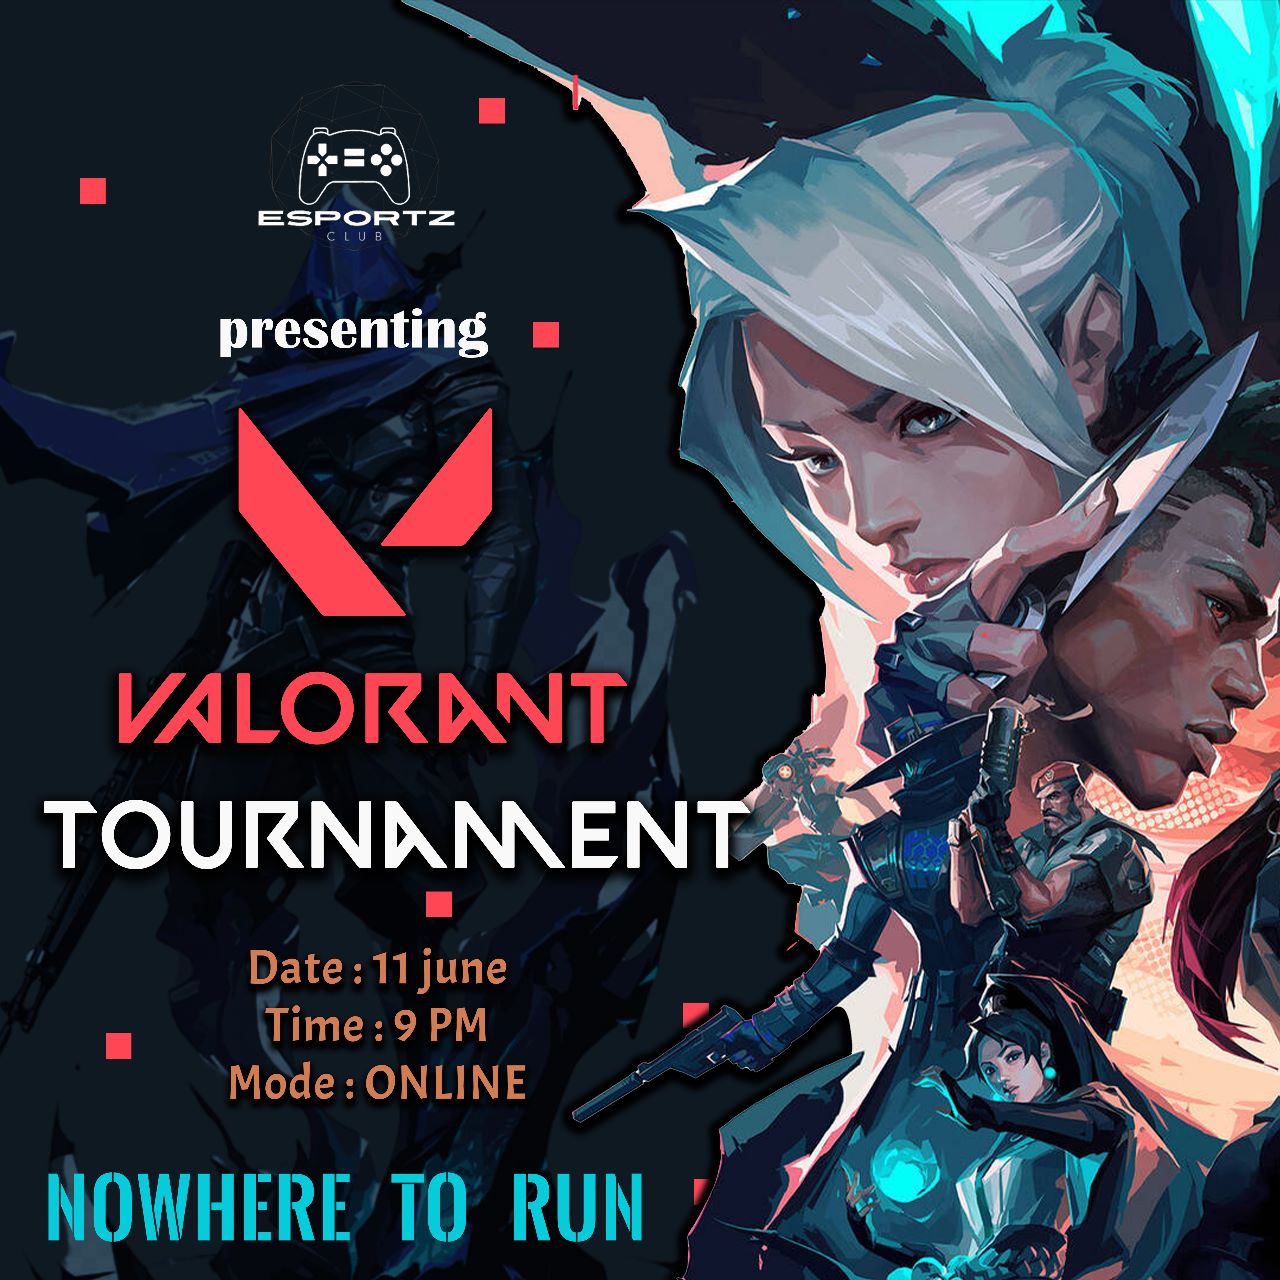 ESPORTZ
CLUB
presenting
VALORANT
TOURNAMENT
Date : 11 june
Time : 9 PM
Mode : ONLINE
NOWHERE TO RUN